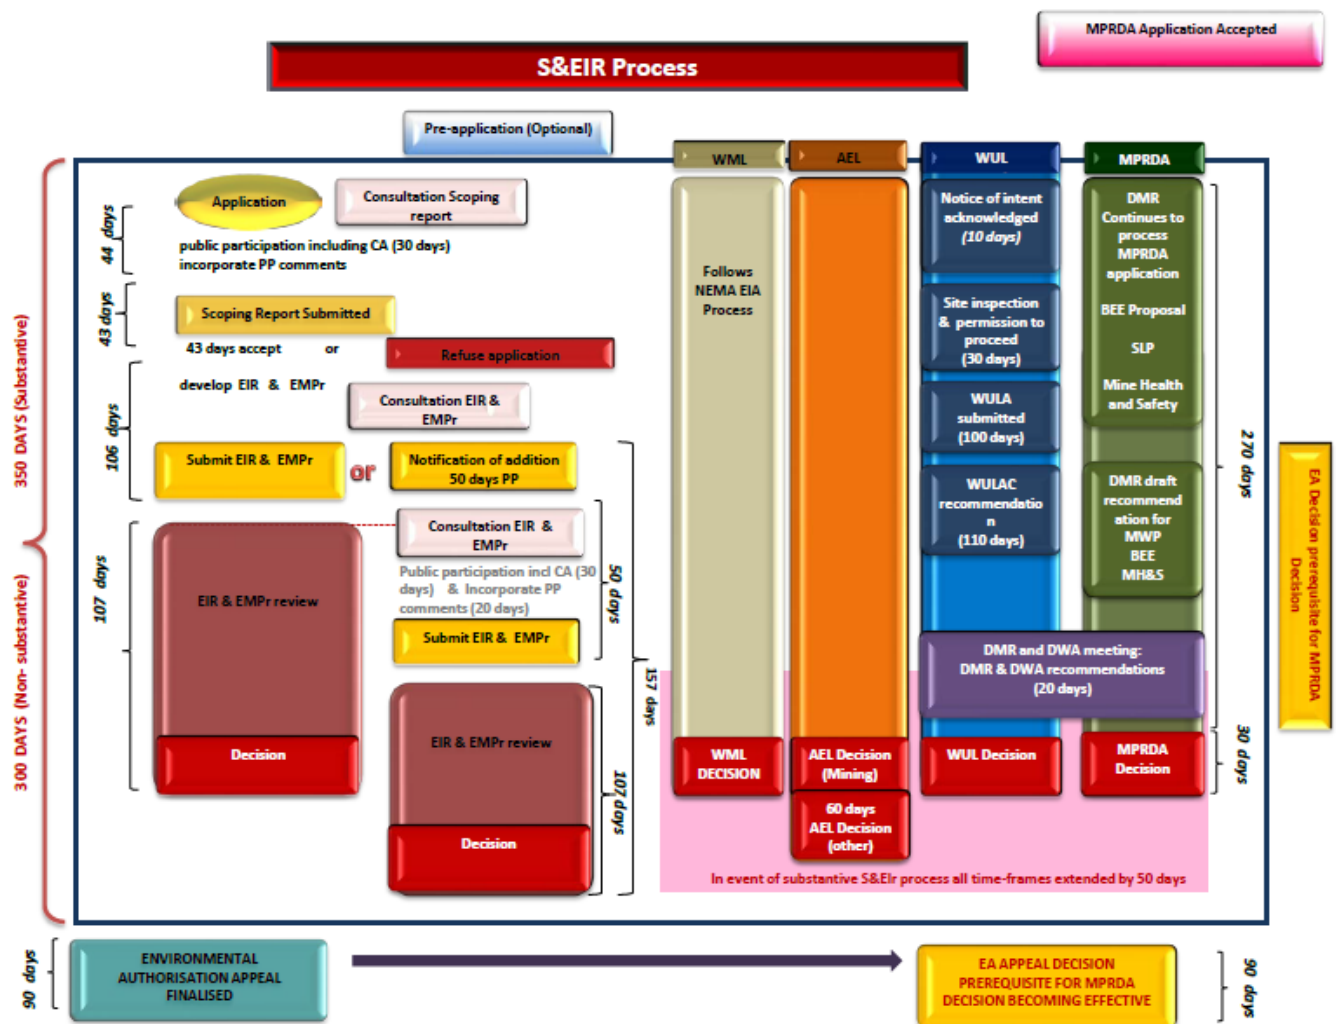 MPRDA Application Accepted
S&EIR Process
Pre-application (Optional)
WML
AEL
WUL
MPRDA
350 DAYS (Substantive)
300 DAYS (Non- substantive)
44 days
Application
Consultation Scoping
report
public participation including CA (30 days)
incorporate PP comments
43 days
Scoping Report Submitted
43 days accept or
Refuse application
106 days
develop EIR & EMPr
Consultation EIR &
EMPr
Submit EIR & EMPr
or
Notification of addition
50 days PP
107 days
EIR & EMPr review
Decision
Consultation EIR &
EMPr
Public participation incl CA (30
days) & Incorporate PP
comments (20 days)
Submit EIR & EMPr
50 days
EIR & EMPr review
Decision
107 days
157 days
Follows
NEMA EIA
Process
WML
DECISION
AEL Decision
(Mining)
60 days
AEL Decision
(other)
Notice of intent
acknowledged
(10 days)
Site inspection
& permission to
proceed
(30 days)
WULA
submitted
(100 days)
WULAC
recommendatio
n
(110 days)
DMR
Continues to
process
MPRDA
application
BEE Proposal
SLP
Mine Health
and Safety
DMR draft
recommend
ation for
MWP
BEE
MH&S
DMR and DWA meeting:
DMR & DWA recommendations
(20 days)
WUL Decision
MPRDA
Decision
270 days
30 days
EA Decision prerequisite for MPRDA
Decision
In event of substantive S&EIr process all time-frames extended by 50 days
90 days
ENVIRONMENTAL
AUTHORISATION APPEAL
FINALISED
EA APPEAL DECISION
PREREQUISITE FOR MPRDA
DECISION BECOMING EFFECTIVE
90 days